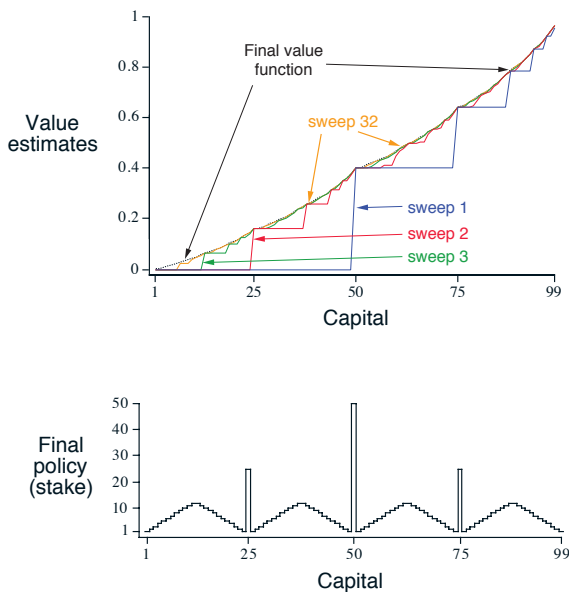 1
0.8
0.6
0.4
0.2
0
Value
estimates
Final value
function
sweep 32
sweep 1
sweep 2
sweep 3
1
25
50
75
99
Capital
50
40
30
20
10
1
Final
policy
(stake)
1
25
50
75
99
Capital